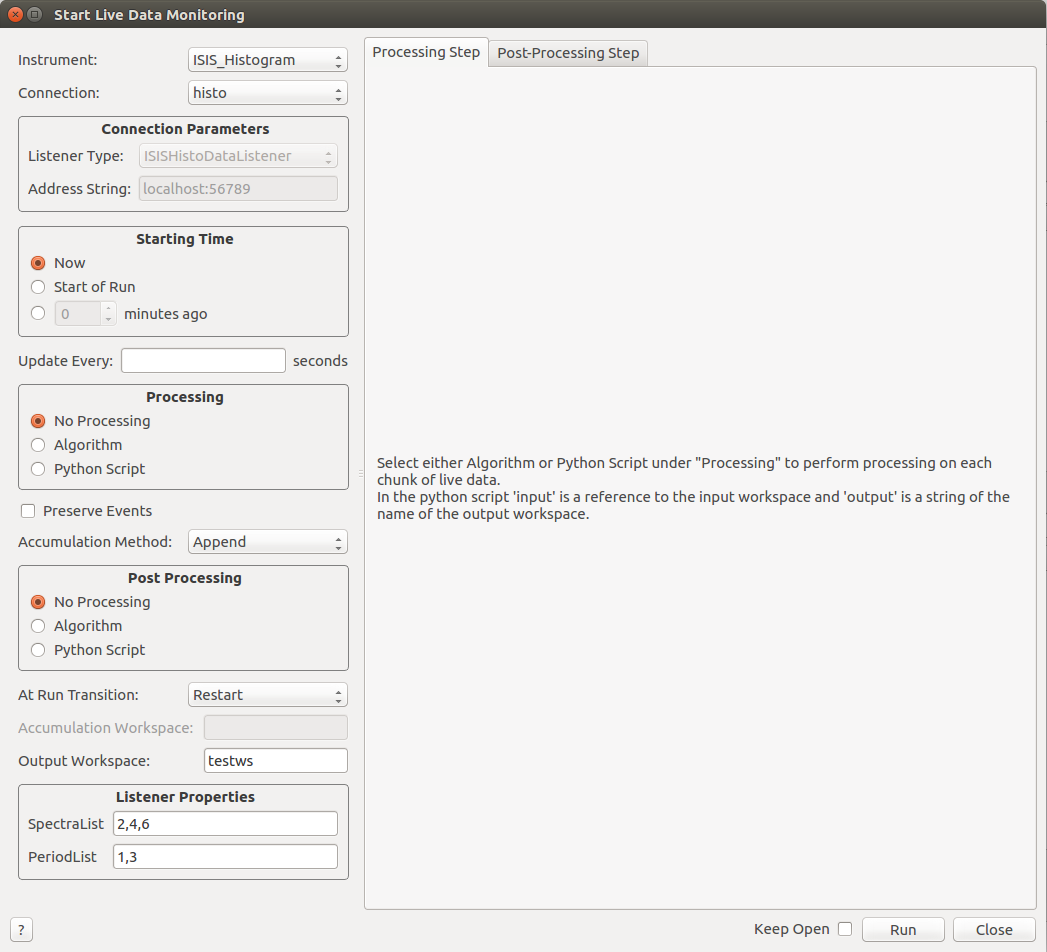 Start Live Data Monitoring
Instrument: ISIS_Histogram
Connection: histo
Connection Parameters
Listener Type: ISISHistoDataListener
Address String: localhost:56789
Starting Time
Now
Start of Run
0 minutes ago
Update Every: seconds
Processing
No Processing
Algorithm
Python Script
Preserve Events
Accumulation Method: Append
Post Processing
No Processing
Algorithm
Python Script
At Run Transition: Restart
Accumulation Workspace:
Output Workspace: testws
Listener Properties
SpectraList 2,4,6
PeriodList 1,3
?
Processing Step Post-Processing Step
Select either Algorithm or Python Script under "Processing" to perform processing on each
chunk of live data.
In the python script 'input' is a reference to the input workspace and 'output' is a string of the
name of the output workspace.
Keep Open Run Close